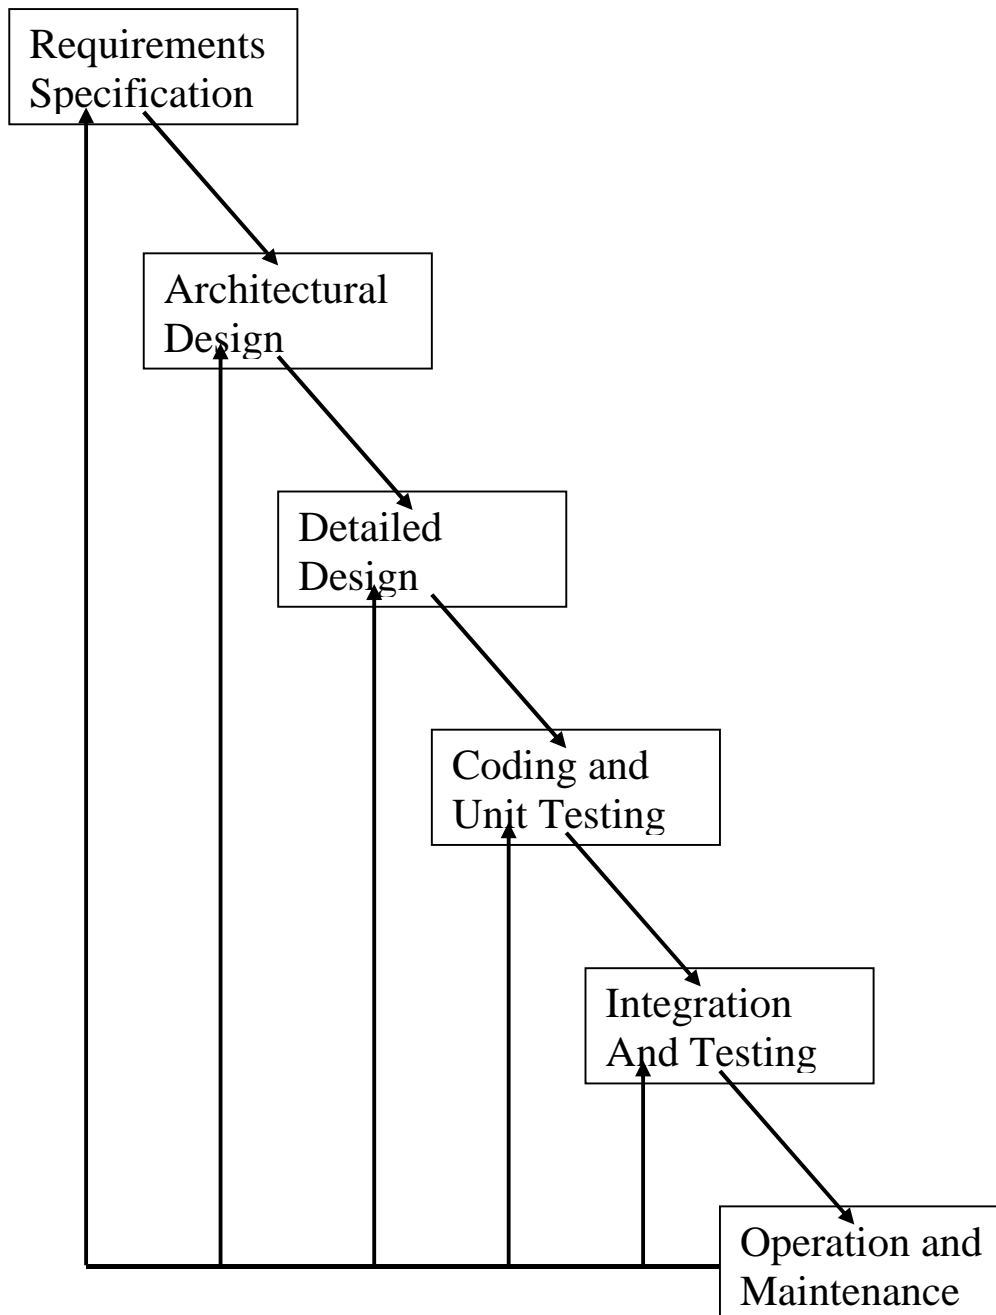 Requirements
Specification
Architectural
Design
Detailed
Design
Coding and
Unit Testing
Integration
And Testing
Operation and
Maintenance